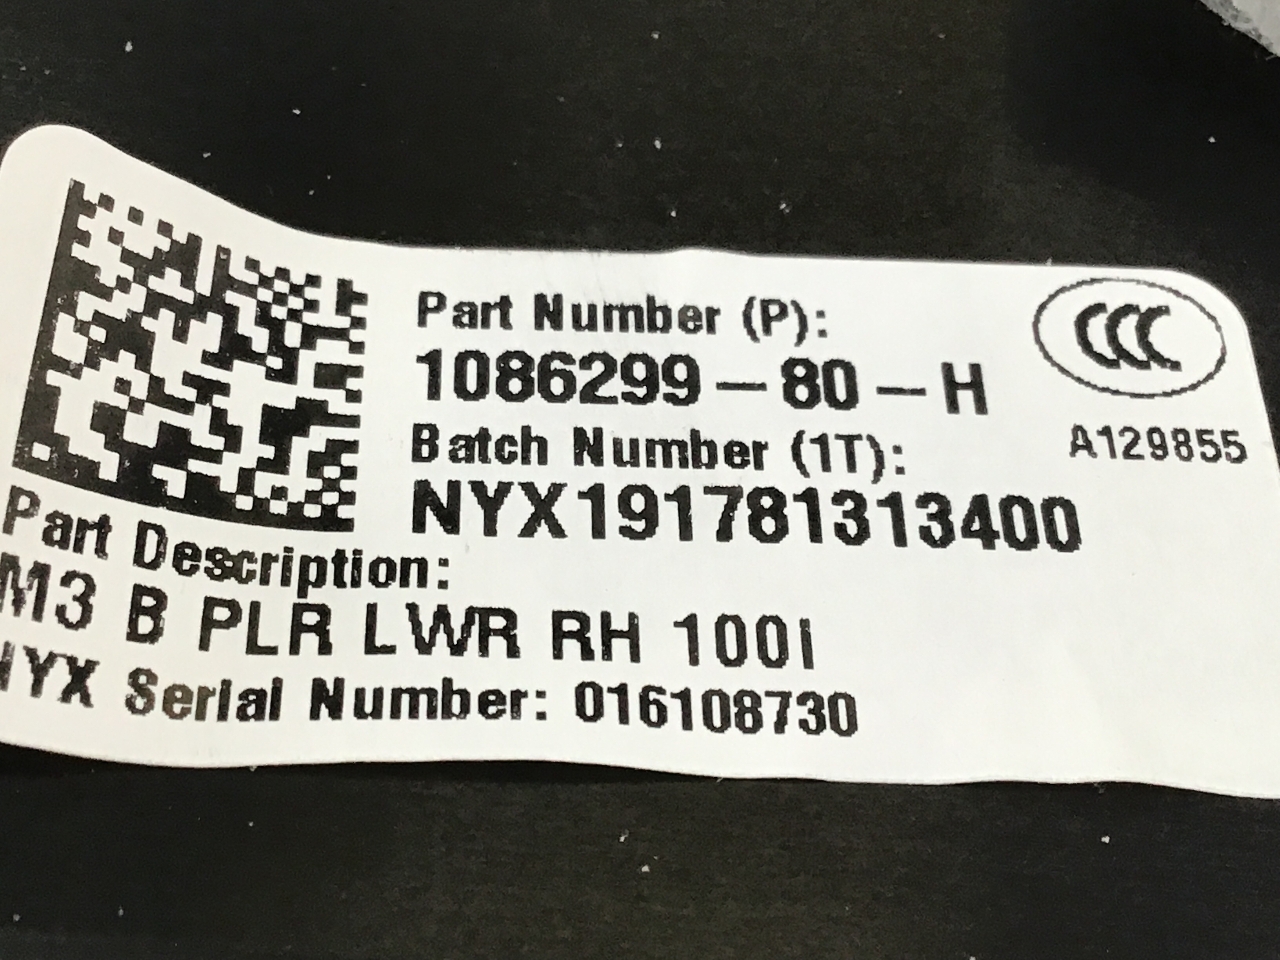 Part Number (P):
1086299-80-H
CCC
A129855
Batch Number (1T):
NYX191781313400
Part Description:
M3 B PLR LWR RH 100I
NYX Serial Number: 016108730